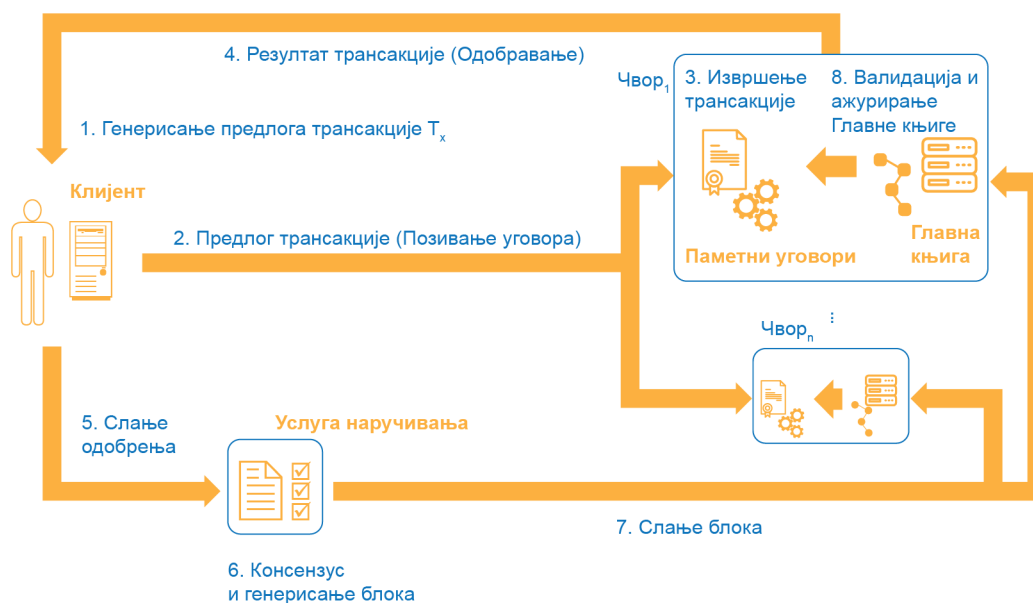 4. Резултат трансакције (Одобравање)
Чвор₁
3. Извршење
трансакције
8. Валидација и
ажурирање
Главне књиге
1. Генерисање предлога трансакције Tₓ
Клијент
2. Предлог трансакције (Позивање уговора)
Паметни уговори
Главна
књига
Чворₙ
5. Слање
одобрења
Услуга наручивања
7. Слање блока
6. Консензус
и генерисање блока